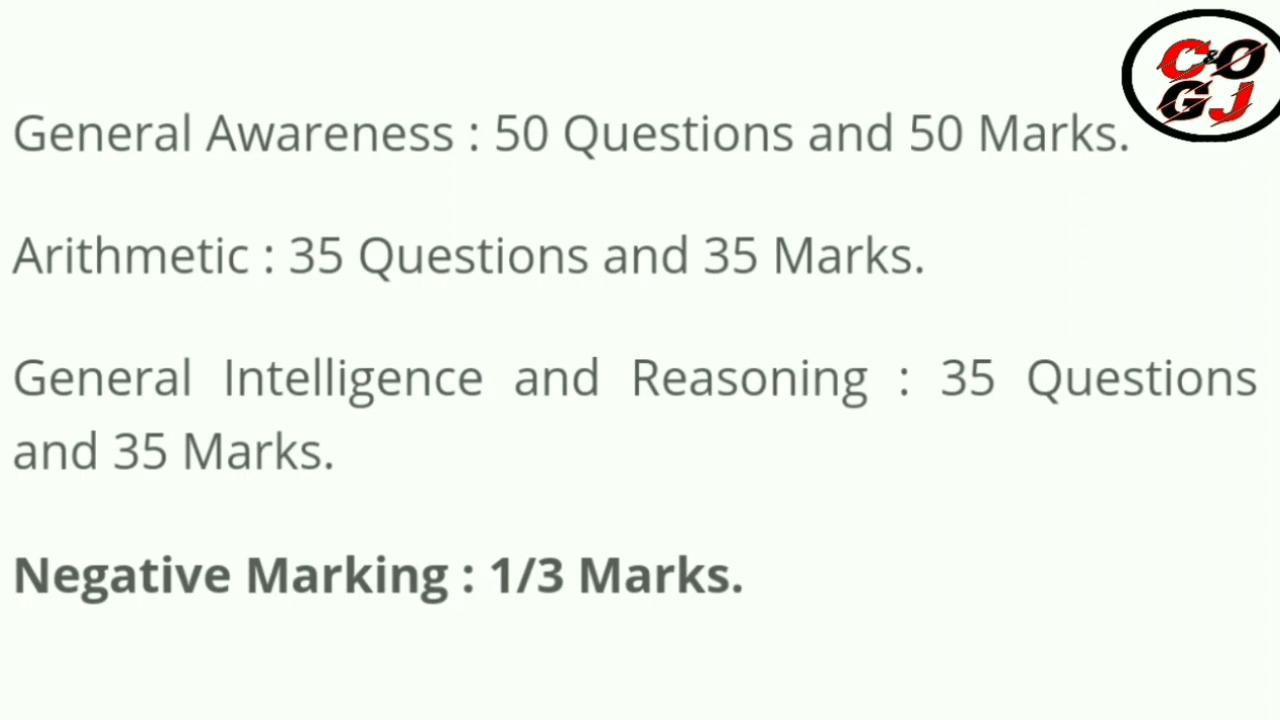 C&O
GJ
General Awareness : 50 Questions and 50 Marks.
Arithmetic : 35 Questions and 35 Marks.
General Intelligence and Reasoning : 35 Questions
and 35 Marks.
Negative Marking : 1/3 Marks.